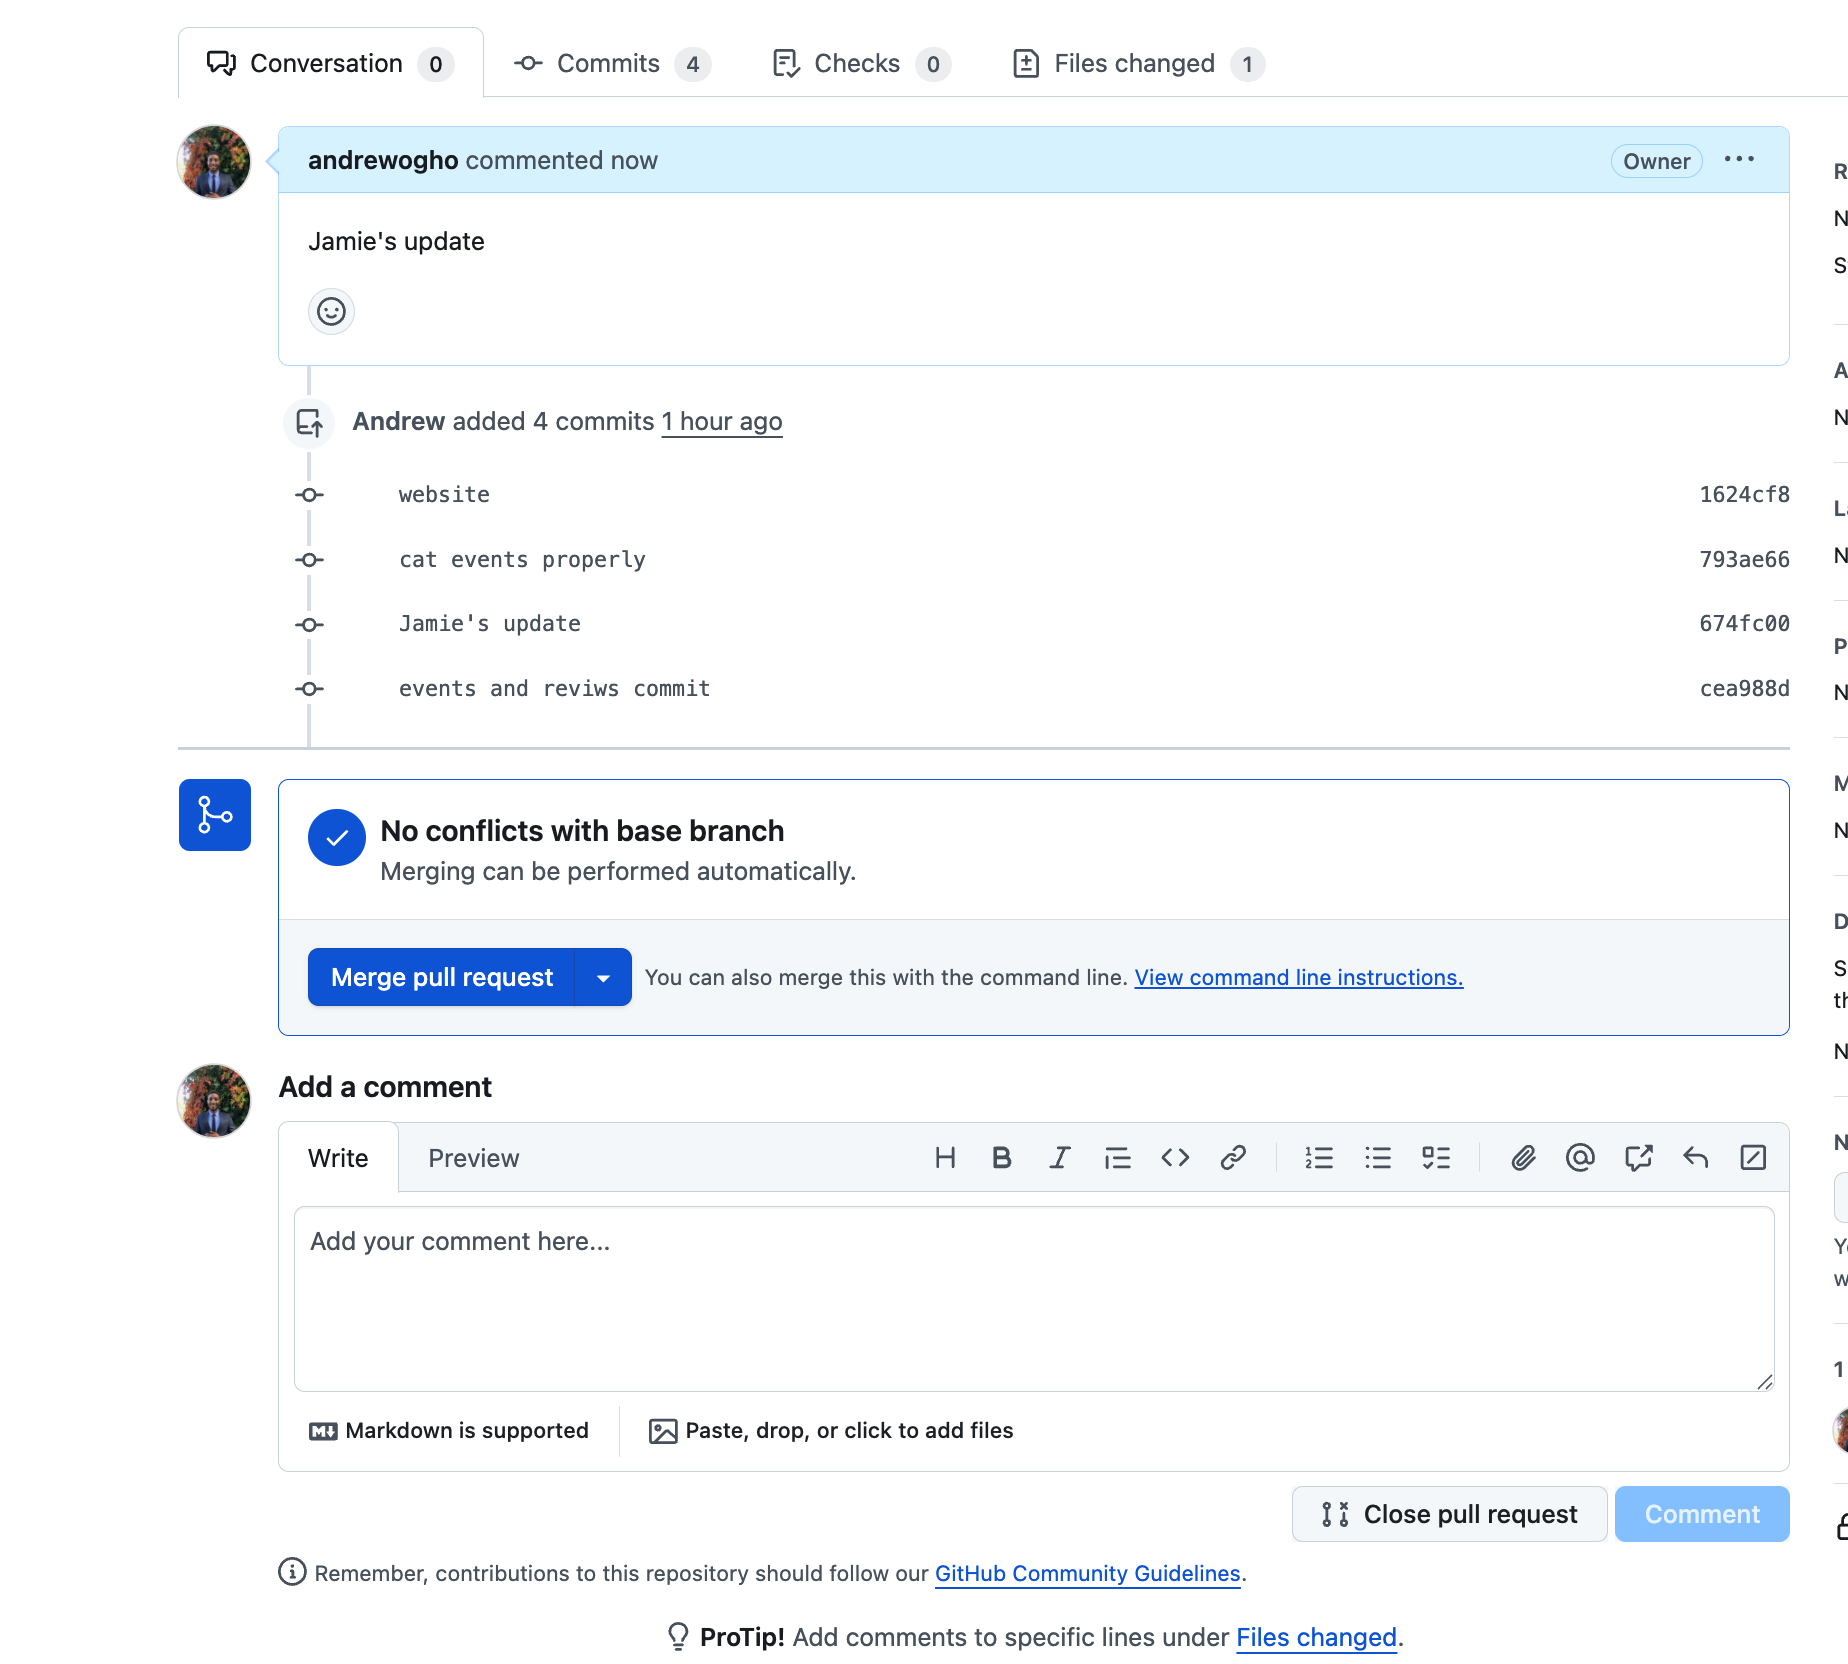 Conversation 0 Commits 4 Checks 0 Files changed 1
andrewogho commented now Owner
Jamie's update
Andrew added 4 commits 1 hour ago
website 1624cf8
cat events properly 793ae66
Jamie's update 674fc00
events and reviws commit cea988d
No conflicts with base branch
Merging can be performed automatically.
Merge pull request You can also merge this with the command line. View command line instructions.
Add a comment
Write Preview
Add your comment here...
Markdown is supported Paste, drop, or click to add files
Close pull request Comment
Remember, contributions to this repository should follow our GitHub Community Guidelines.
ProTip! Add comments to specific lines under Files changed.